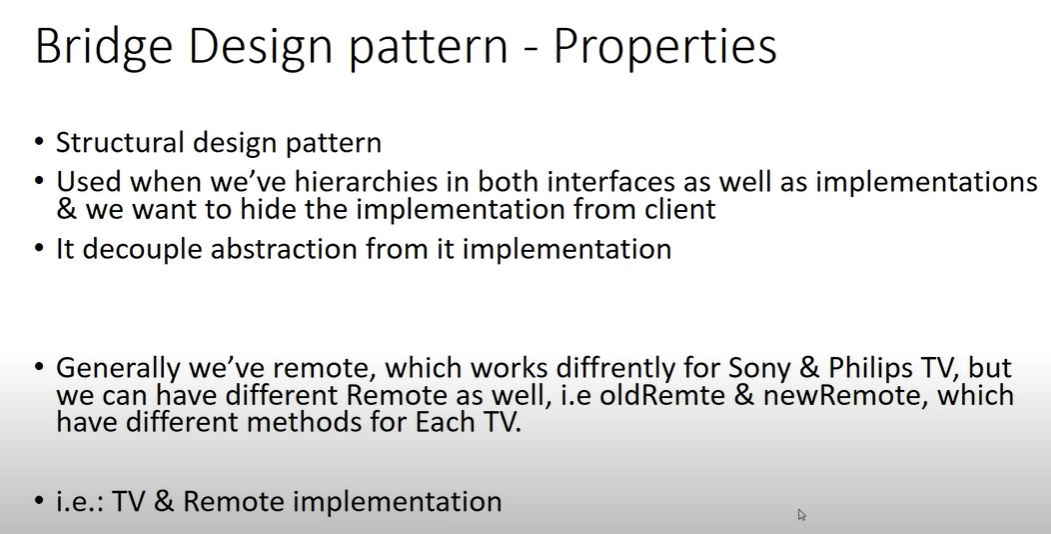 Bridge Design pattern - Properties
• Structural design pattern
• Used when we've hierarchies in both interfaces as well as implementations
& we want to hide the implementation from client
• It decouple abstraction from it implementation
• Generally we've remote, which works diffrently for Sony & Philips TV, but
we can have different Remote as well, i.e oldRemte & newRemote, which
have different methods for Each TV.
• i.e.: TV & Remote implementation